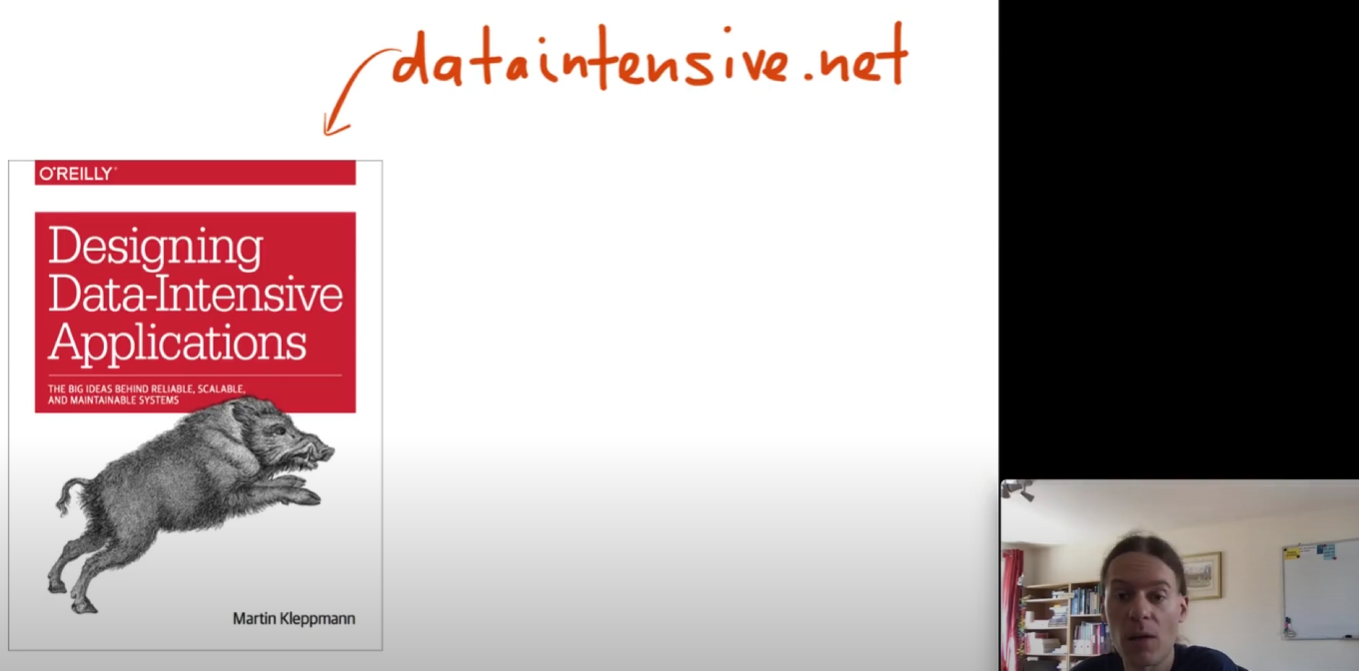 dataintensive.net
O'REILLY®
Designing
Data-Intensive
Applications
THE BIG IDEAS BEHIND RELIABLE, SCALABLE,
AND MAINTAINABLE SYSTEMS
Martin Kleppmann